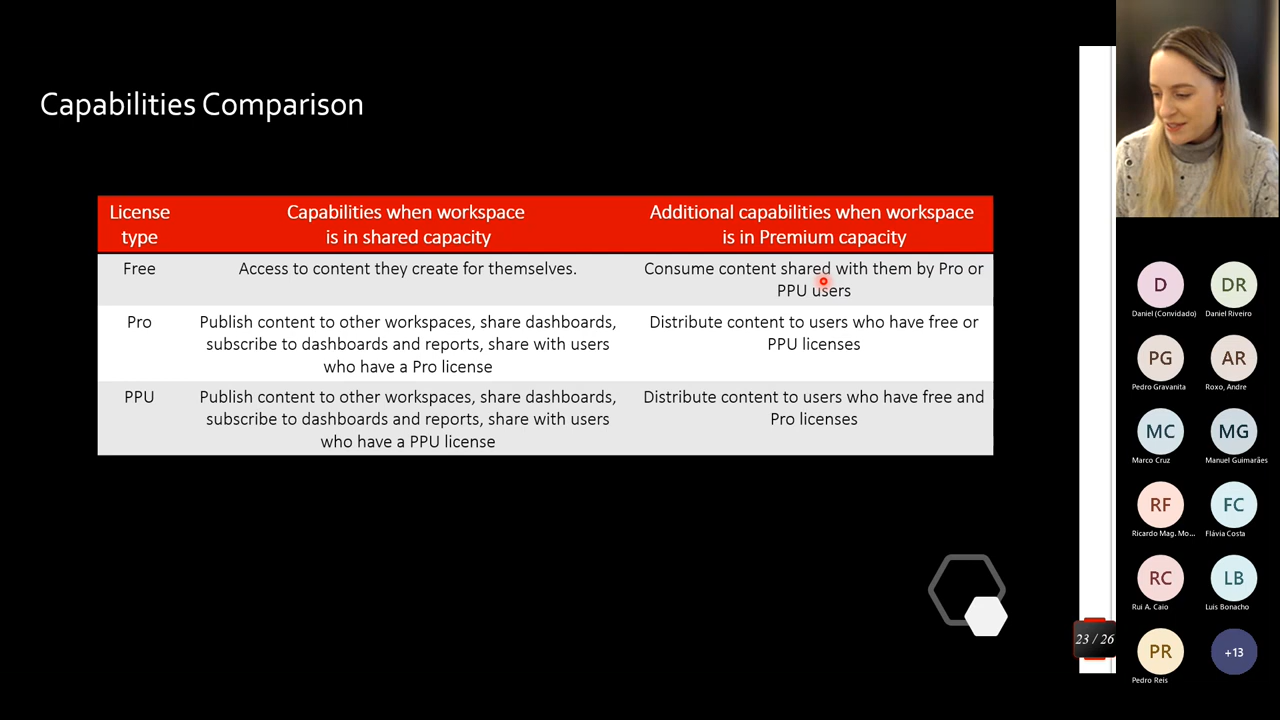 Capabilities Comparison
License
type
Capabilities when workspace
is in shared capacity
Additional capabilities when workspace
is in Premium capacity
Free
Access to content they create for themselves.
Consume content shared with them by Pro or
PPU users
Pro
Publish content to other workspaces, share dashboards,
subscribe to dashboards and reports, share with users
who have a Pro license
Distribute content to users who have free or
PPU licenses
PPU
Publish content to other workspaces, share dashboards,
subscribe to dashboards and reports, share with users
who have a PPU license
Distribute content to users who have free and
Pro licenses
23 / 26
D
Daniel (Convidado)
DR
Daniel Riveiro
PG
Pedro Gravanita
AR
Roxo, Andre
MC
Marco Cruz
MG
Manuel Guimarães
RF
Ricardo Mag. Mo...
FC
Flávia Costa
RC
Rui A. Caio
LB
Luis Bonacho
PR
Pedro Reis
+13